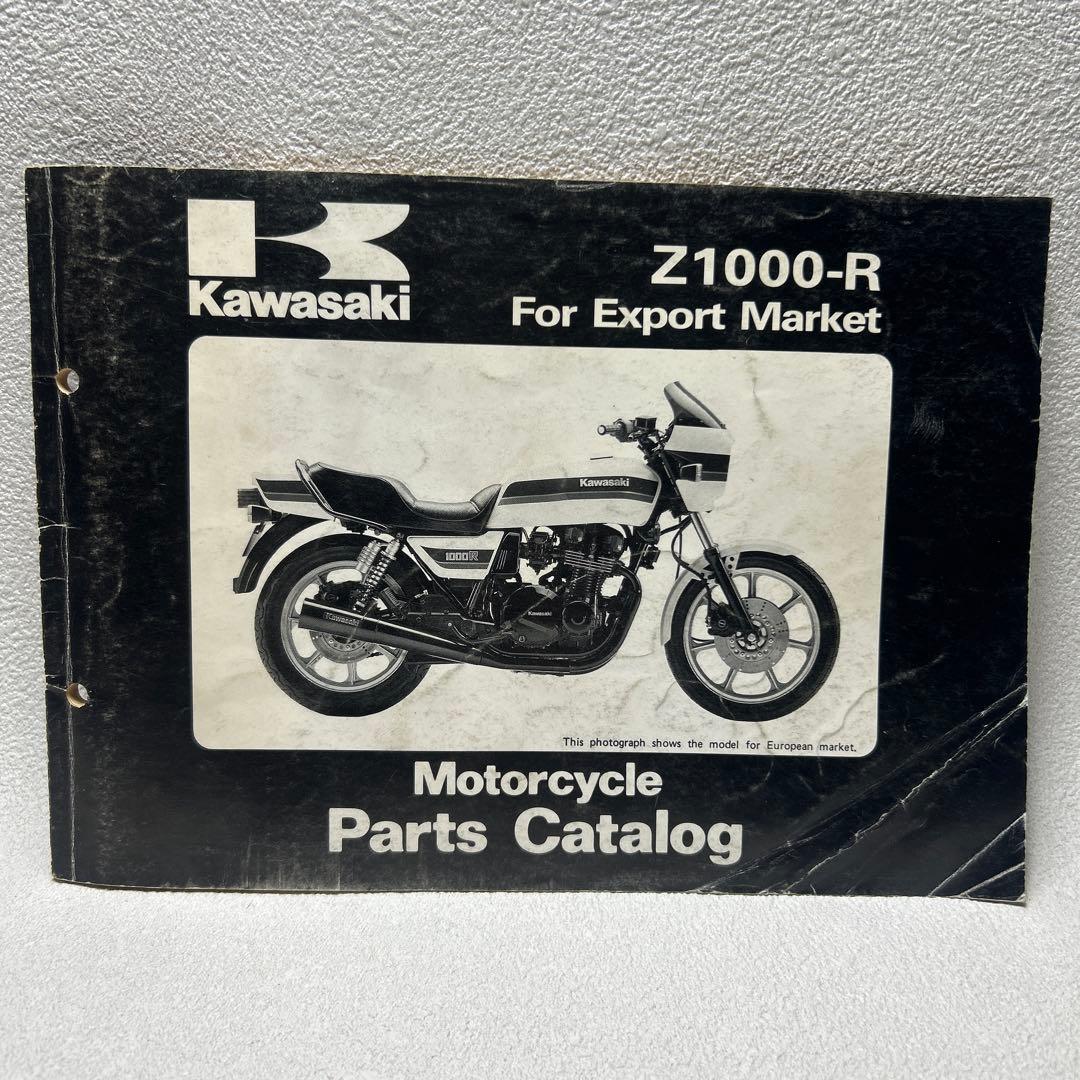 Kawasaki
Z1000-R
For Export Market
Kawasaki
1000R
Kawasaki
Kawasaki
This photograph shows the model for European market.
Motorcycle
Parts Catalog